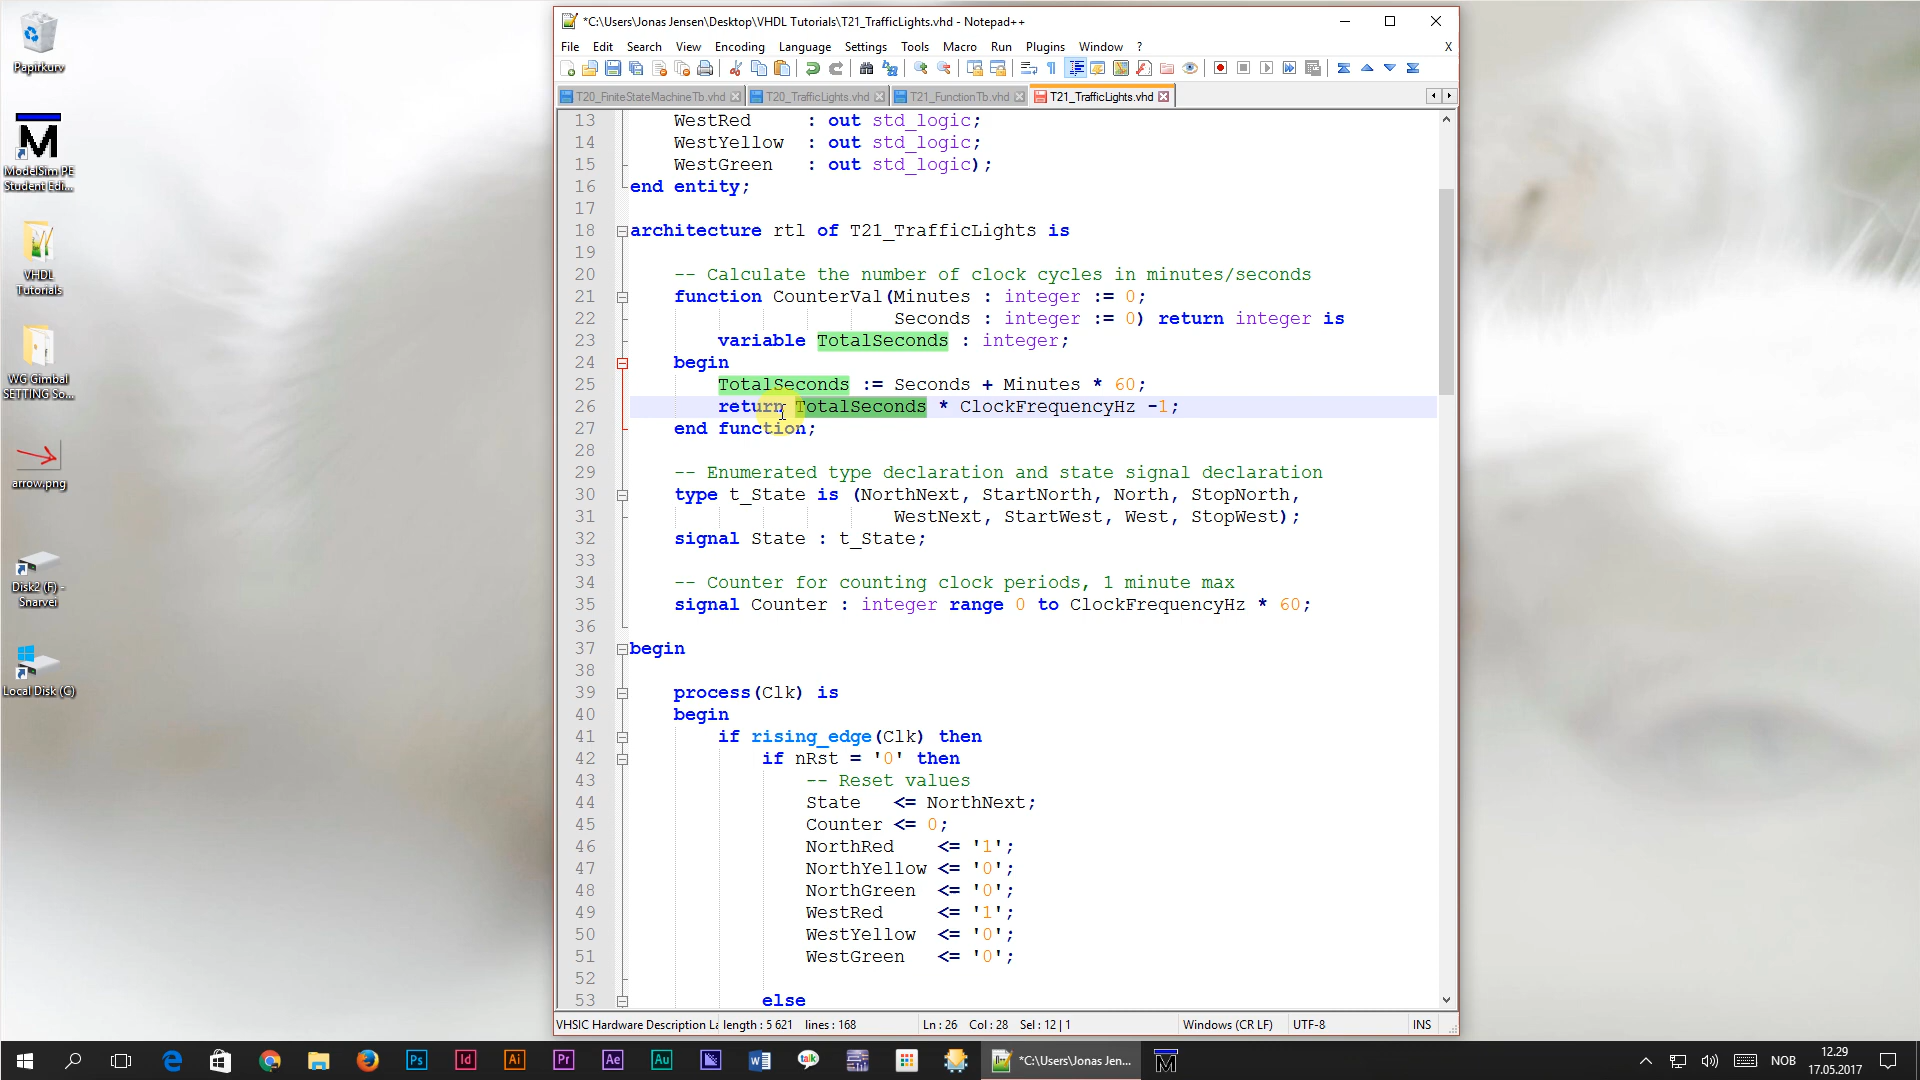 Papirkurv
ModelSim PE
Student Edi...
VHDL
Tutorials
WG Gimbal
SETTING So...
arrow.png
Disk2 (F) -
Snarvei
Local Disk (C)
*C:\Users\Jonas Jensen\Desktop\VHDL Tutorials\T21_TrafficLights.vhd - Notepad++
File Edit Search View Encoding Language Settings Tools Macro Run Plugins Window ? X
T20_FiniteStateMachineTb.vhd T20_TrafficLights.vhd T21_FunctionTb.vhd T21_TrafficLights.vhd
13 WestRed : out std_logic;
14 WestYellow : out std_logic;
15 WestGreen : out std_logic);
16 end entity;
17
18 architecture rtl of T21_TrafficLights is
19
20 -- Calculate the number of clock cycles in minutes/seconds
21 function CounterVal(Minutes : integer := 0;
22 Seconds : integer := 0) return integer is
23 variable TotalSeconds : integer;
24 begin
25 TotalSeconds := Seconds + Minutes * 60;
26 return TotalSeconds * ClockFrequencyHz -1;
27 end function;
28
29 -- Enumerated type declaration and state signal declaration
30 type t_State is (NorthNext, StartNorth, North, StopNorth,
31 WestNext, StartWest, West, StopWest);
32 signal State : t_State;
33
34 -- Counter for counting clock periods, 1 minute max
35 signal Counter : integer range 0 to ClockFrequencyHz * 60;
36
37 begin
38
39 process(Clk) is
40 begin
41 if rising_edge(Clk) then
42 if nRst = '0' then
43 -- Reset values
44 State <= NorthNext;
45 Counter <= 0;
46 NorthRed <= '1';
47 NorthYellow <= '0';
48 NorthGreen <= '0';
49 WestRed <= '1';
50 WestYellow <= '0';
51 WestGreen <= '0';
52
53 else
VHSIC Hardware Description La length : 5 621 lines : 168 Ln : 26 Col : 28 Sel : 12 | 1 Windows (CR LF) UTF-8 INS
Ps Id Ai Pr Ae Au talk *C:\Users\Jonas Jen... M NOB 12.29
17.05.2017